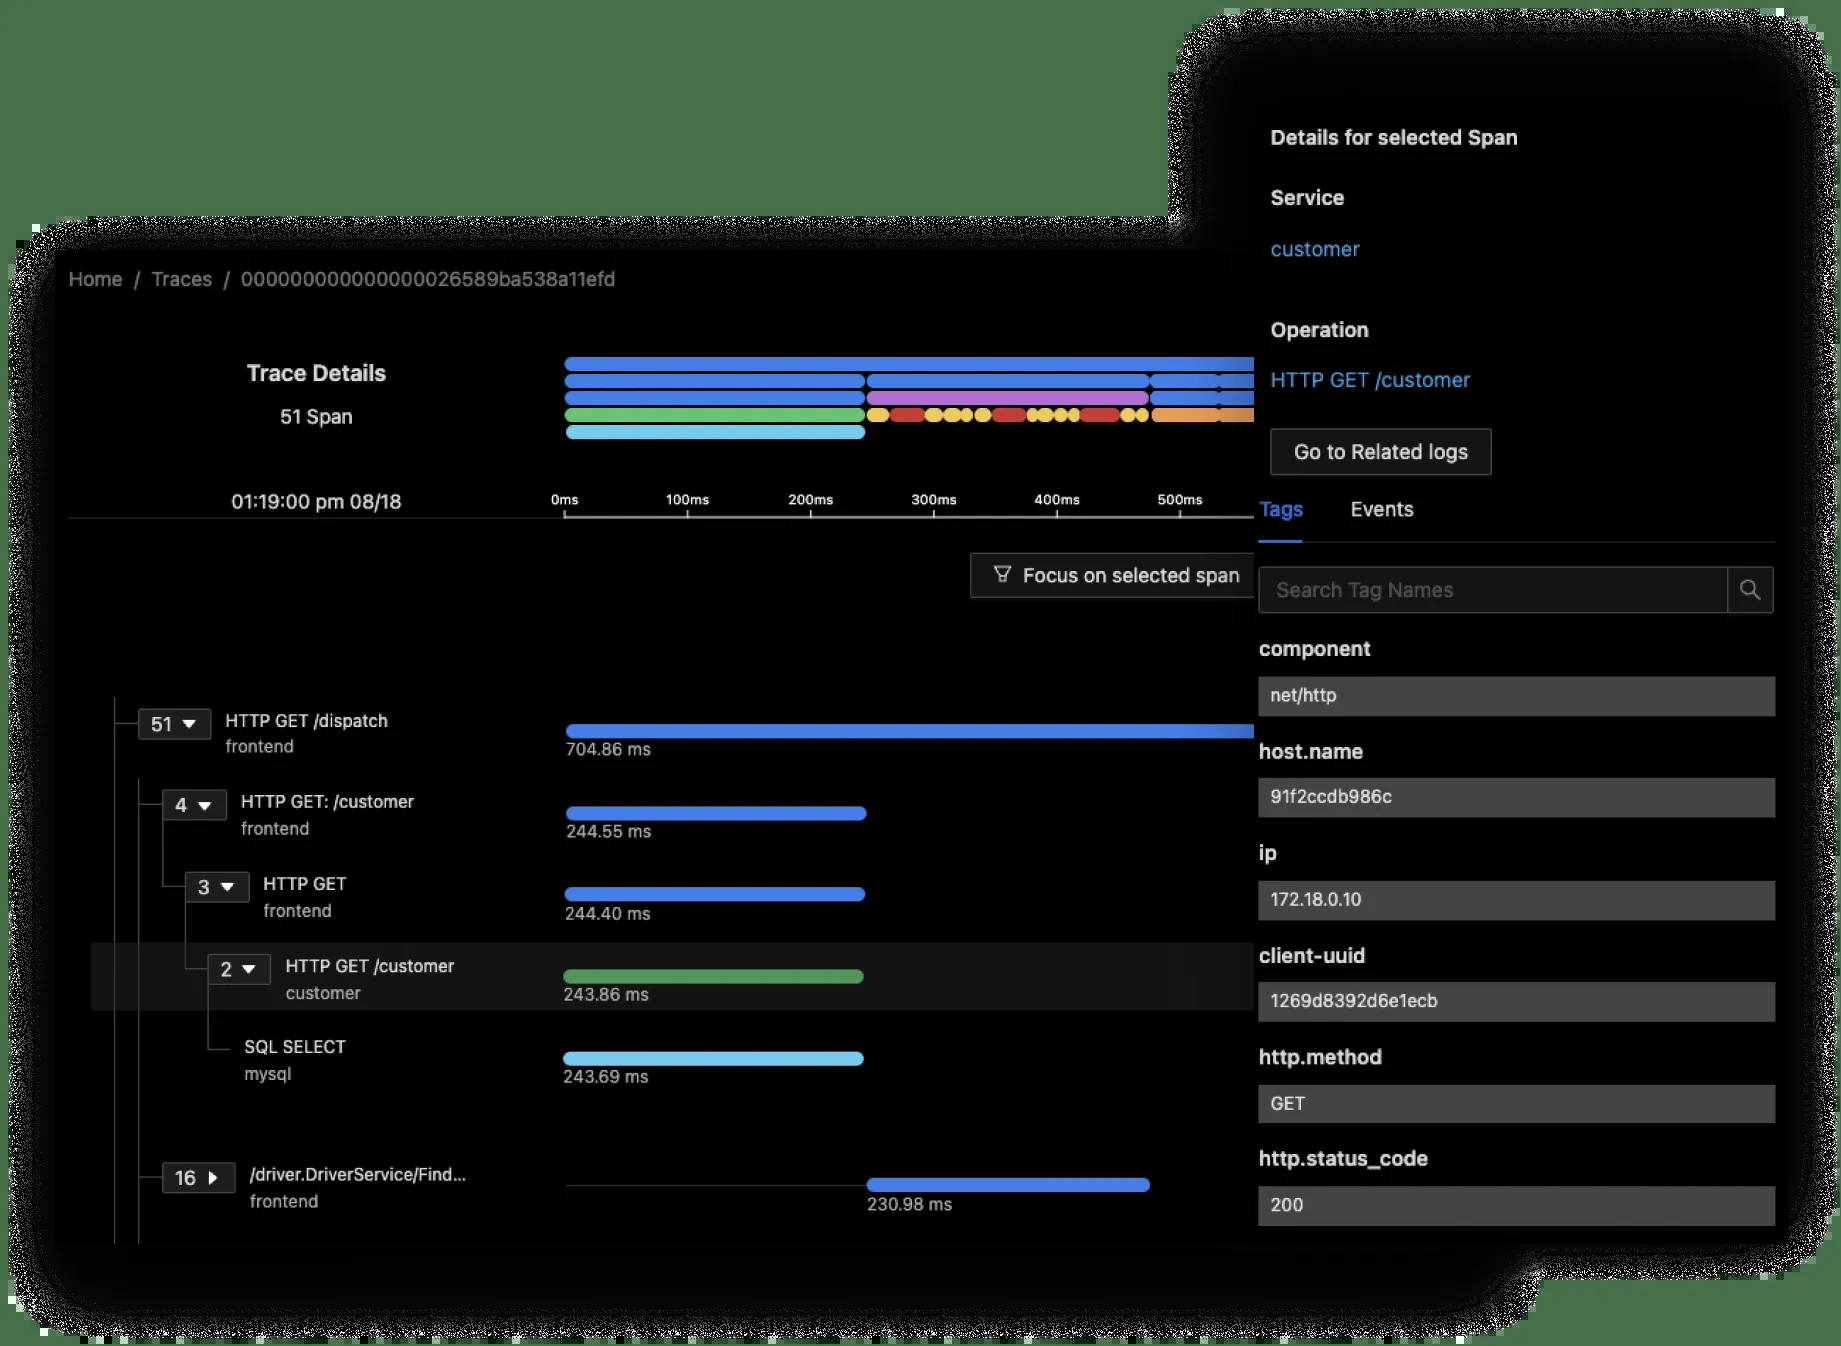 Home / Traces / 000000000000000026589ba538a11efd
Trace Details
51 Span
01:19:00 pm 08/18
0ms 100ms 200ms 300ms 400ms 500ms
Focus on selected span
51 HTTP GET /dispatch
frontend
704.86 ms
4 HTTP GET: /customer
frontend
244.55 ms
3 HTTP GET
frontend
244.40 ms
2 HTTP GET /customer
customer
243.86 ms
SQL SELECT
mysql
243.69 ms
16 /driver.DriverService/Find...
frontend
230.98 ms
Details for selected Span
Service
customer
Operation
HTTP GET /customer
Go to Related logs
Tags Events
Search Tag Names
component
net/http
host.name
91f2ccdb986c
ip
172.18.0.10
client-uuid
1269d8392d6e1ecb
http.method
GET
http.status_code
200